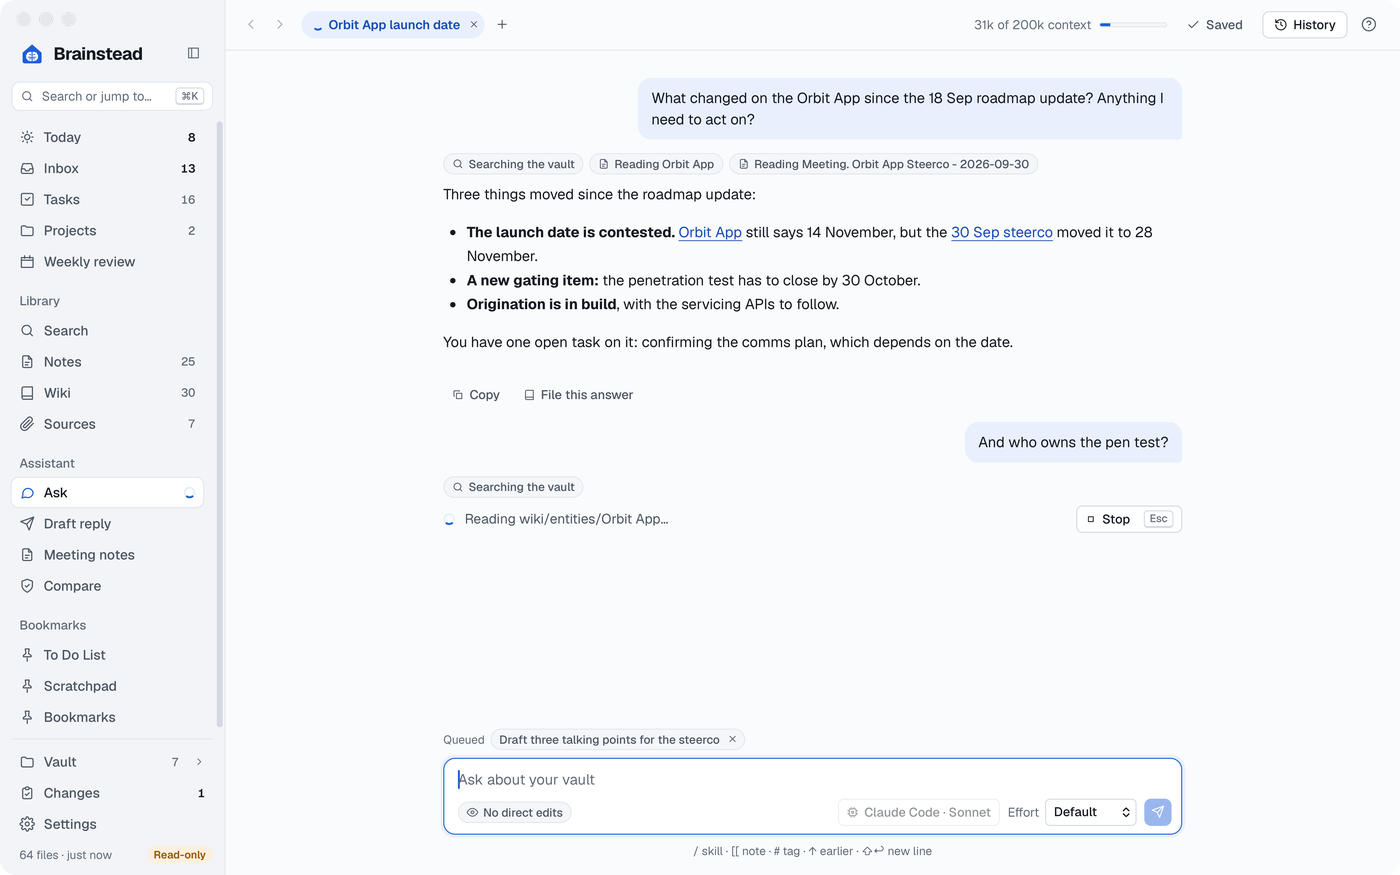 Brainstead
Search or jump to... ⌘K
Today 8
Inbox 13
Tasks 16
Projects 2
Weekly review
Library
Search
Notes 25
Wiki 30
Sources 7
Assistant
Ask
Draft reply
Meeting notes
Compare
Bookmarks
To Do List
Scratchpad
Bookmarks
Vault 7
Changes 1
Settings
64 files · just now Read-only
Orbit App launch date
31k of 200k context
Saved
History
What changed on the Orbit App since the 18 Sep roadmap update? Anything I
need to act on?
Searching the vault
Reading Orbit App
Reading Meeting. Orbit App Steerco - 2026-09-30
Three things moved since the roadmap update:
• The launch date is contested. Orbit App still says 14 November, but the 30 Sep steerco moved it to 28
November.
• A new gating item: the penetration test has to close by 30 October.
• Origination is in build, with the servicing APIs to follow.
You have one open task on it: confirming the comms plan, which depends on the date.
Copy
File this answer
And who owns the pen test?
Searching the vault
Reading wiki/entities/Orbit App...
Stop Esc
Queued Draft three talking points for the steerco
Ask about your vault
No direct edits
Claude Code · Sonnet
Effort Default
/ skill · [[ note · # tag · ↑ earlier · ⇧↩ new line